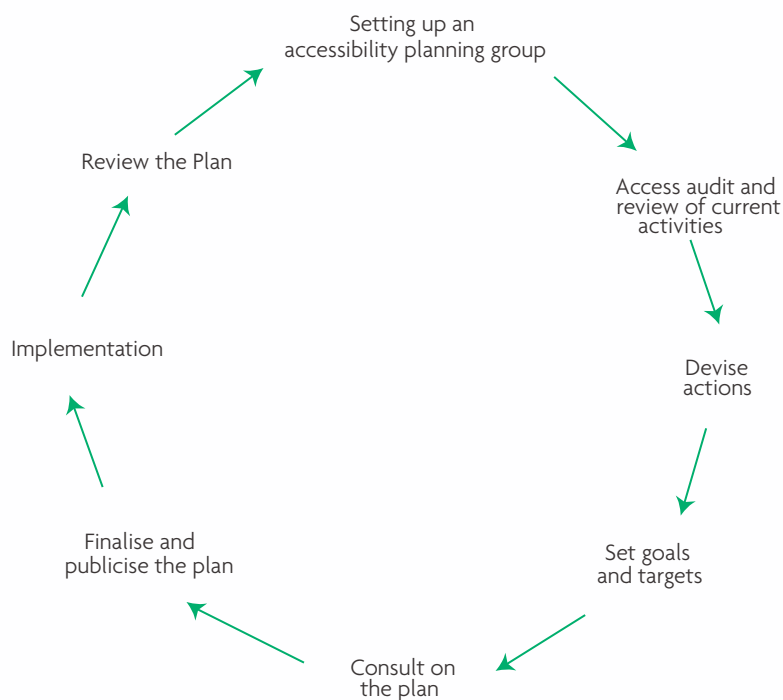 Setting up an
accessibility planning group
Access audit and
review of current
activities
Devise
actions
Set goals
and targets
Consult on
the plan
Finalise and
publicise the plan
Implementation
Review the Plan